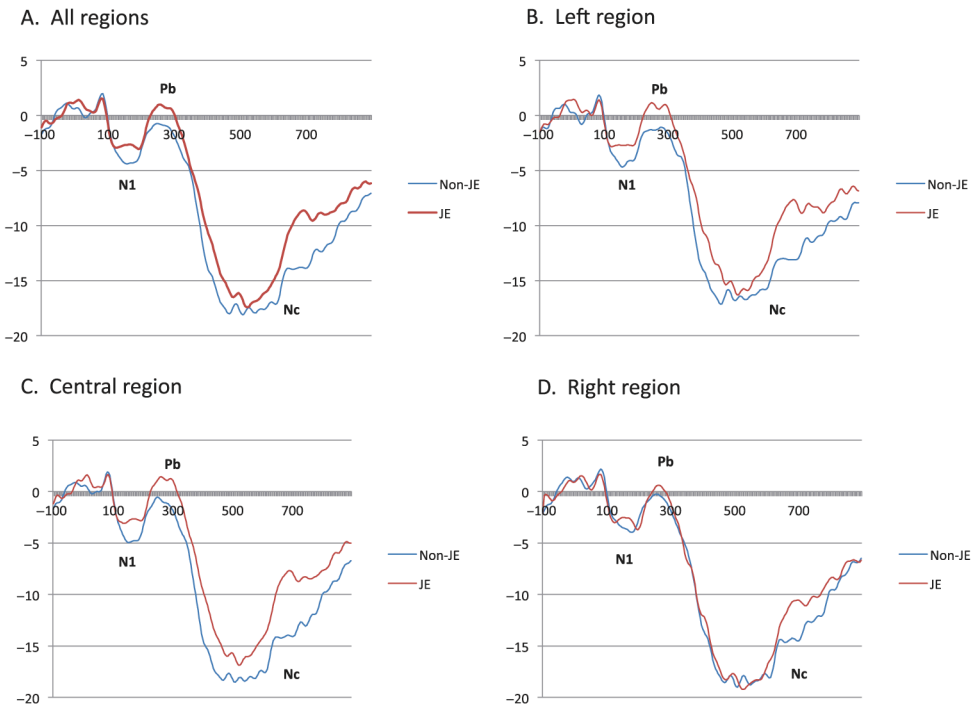 A. All regions
5
0
−5
−10
−15
−20
−100
100
300
500
700
Pb
N1
Nc
Non-JE
JE
B. Left region
5
0
−5
−10
−15
−20
−100
100
300
500
700
Pb
N1
Nc
Non-JE
JE
C. Central region
5
0
−5
−10
−15
−20
−100
100
300
500
700
Pb
N1
Nc
Non-JE
JE
D. Right region
5
0
−5
−10
−15
−20
−100
100
300
500
700
Pb
N1
Nc
Non-JE
JE